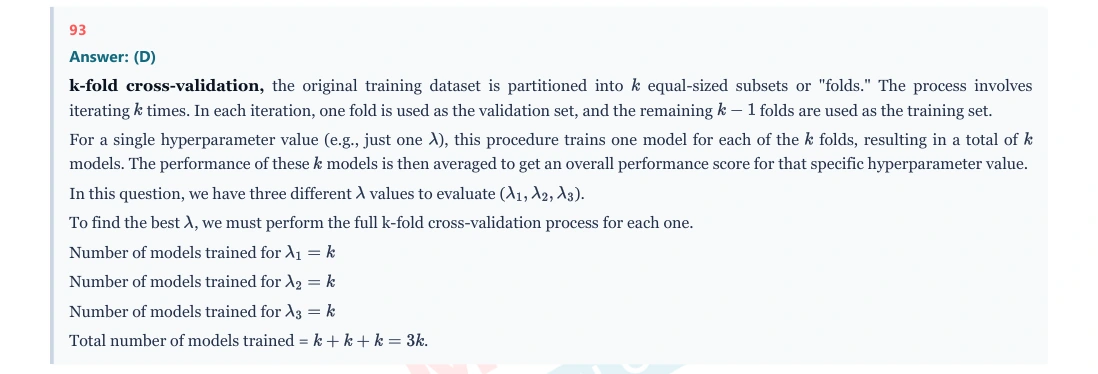 93
Answer: (D)
k-fold cross-validation, the original training dataset is partitioned into k equal-sized subsets or "folds." The process involves
iterating k times. In each iteration, one fold is used as the validation set, and the remaining k − 1 folds are used as the training set.
For a single hyperparameter value (e.g., just one λ), this procedure trains one model for each of the k folds, resulting in a total of k
models. The performance of these k models is then averaged to get an overall performance score for that specific hyperparameter value.
In this question, we have three different λ values to evaluate (λ₁, λ₂, λ₃).
To find the best λ, we must perform the full k-fold cross-validation process for each one.
Number of models trained for λ₁ = k
Number of models trained for λ₂ = k
Number of models trained for λ₃ = k
Total number of models trained = k + k + k = 3k.